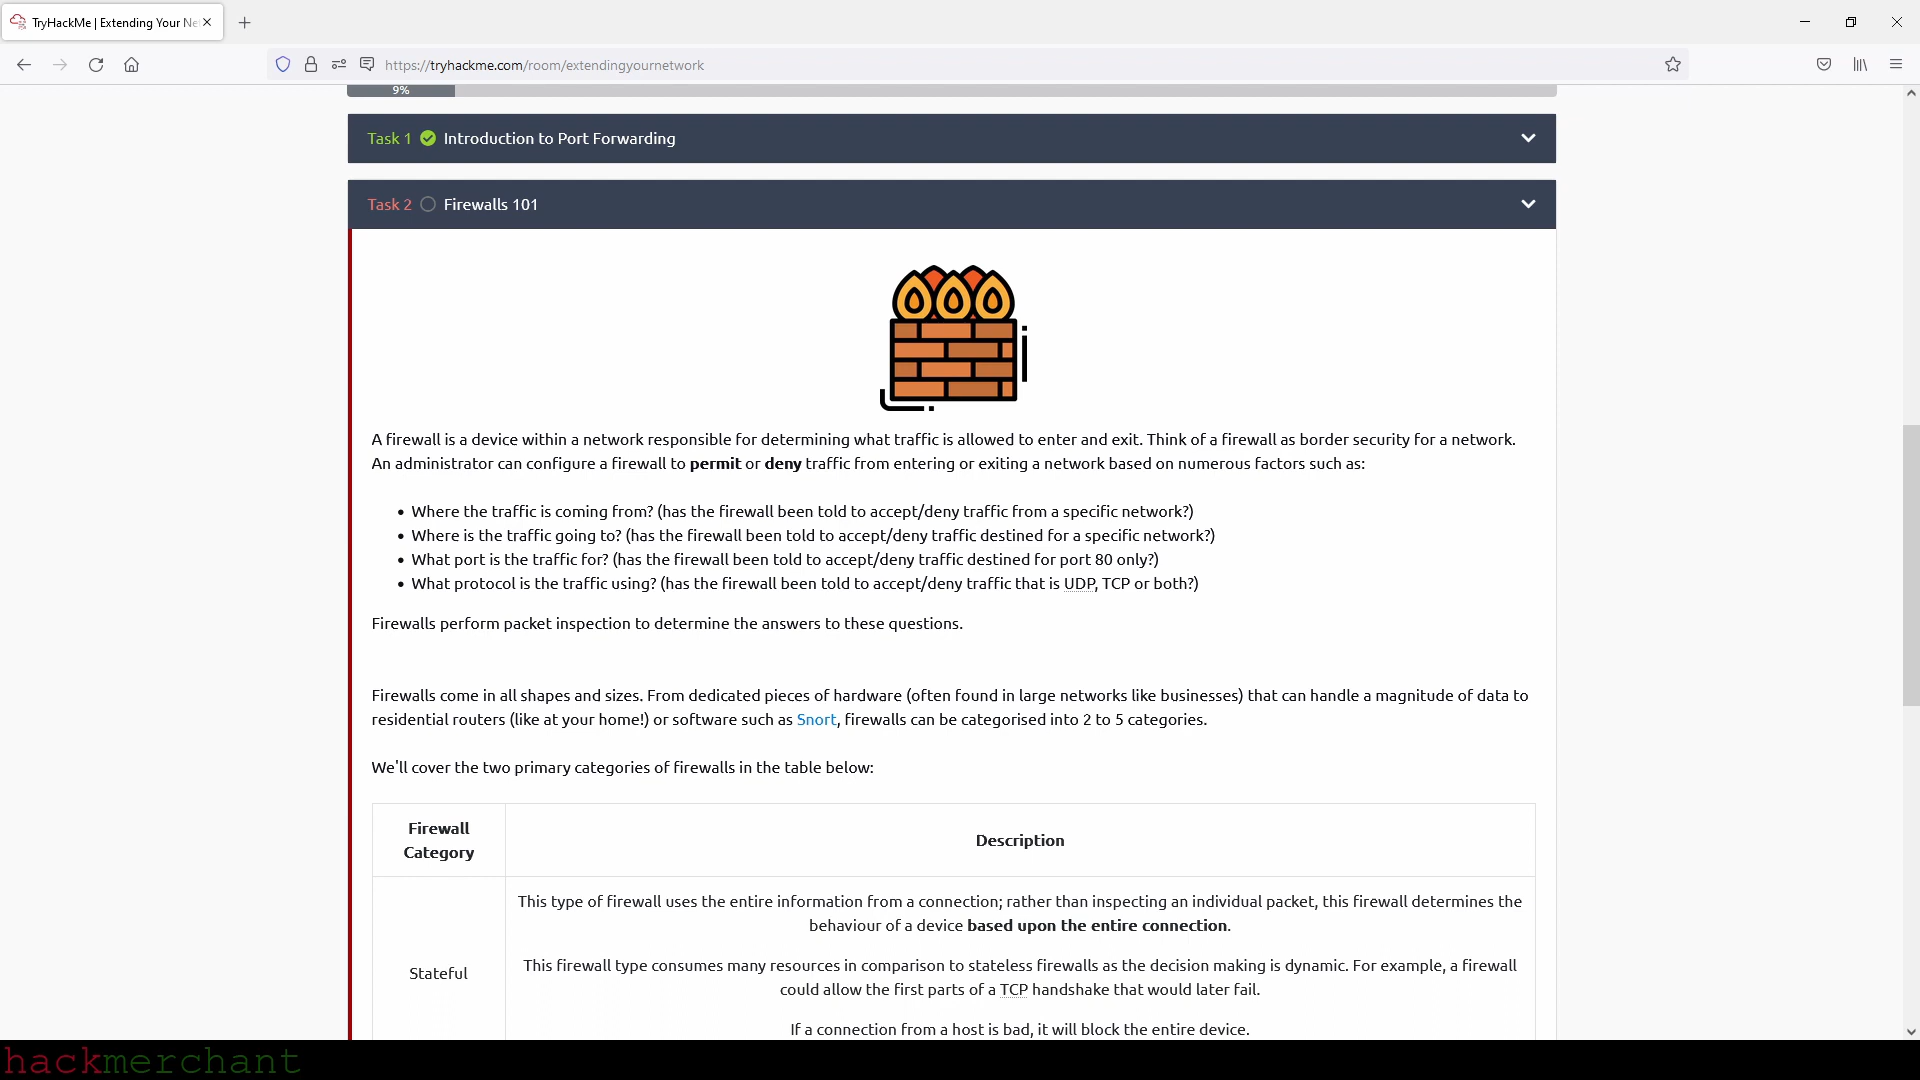 TryHackMe | Extending Your Ne
https://tryhackme.com/room/extendingyournetwork
9%
Task 1 Introduction to Port Forwarding
Task 2 Firewalls 101
A firewall is a device within a network responsible for determining what traffic is allowed to enter and exit. Think of a firewall as border security for a network.
An administrator can configure a firewall to permit or deny traffic from entering or exiting a network based on numerous factors such as:
• Where the traffic is coming from? (has the firewall been told to accept/deny traffic from a specific network?)
• Where is the traffic going to? (has the firewall been told to accept/deny traffic destined for a specific network?)
• What port is the traffic for? (has the firewall been told to accept/deny traffic destined for port 80 only?)
• What protocol is the traffic using? (has the firewall been told to accept/deny traffic that is UDP, TCP or both?)
Firewalls perform packet inspection to determine the answers to these questions.
Firewalls come in all shapes and sizes. From dedicated pieces of hardware (often found in large networks like businesses) that can handle a magnitude of data to
residential routers (like at your home!) or software such as Snort, firewalls can be categorised into 2 to 5 categories.
We'll cover the two primary categories of firewalls in the table below:
Firewall
Category
Description
This type of firewall uses the entire information from a connection; rather than inspecting an individual packet, this firewall determines the
behaviour of a device based upon the entire connection.
Stateful
This firewall type consumes many resources in comparison to stateless firewalls as the decision making is dynamic. For example, a firewall
could allow the first parts of a TCP handshake that would later fail.
If a connection from a host is bad, it will block the entire device.
hackmerchant